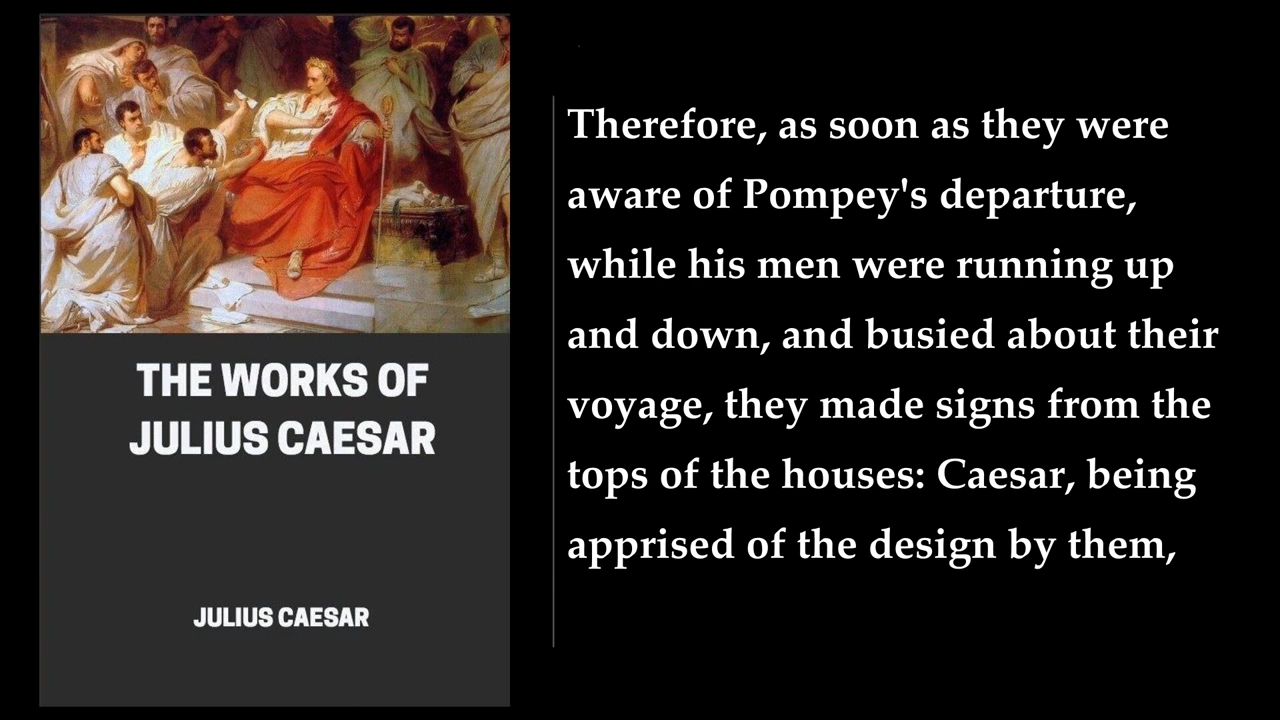 THE WORKS OF
JULIUS CAESAR
JULIUS CAESAR
Therefore, as soon as they were
aware of Pompey's departure,
while his men were running up
and down, and busied about their
voyage, they made signs from the
tops of the houses: Caesar, being
apprised of the design by them,